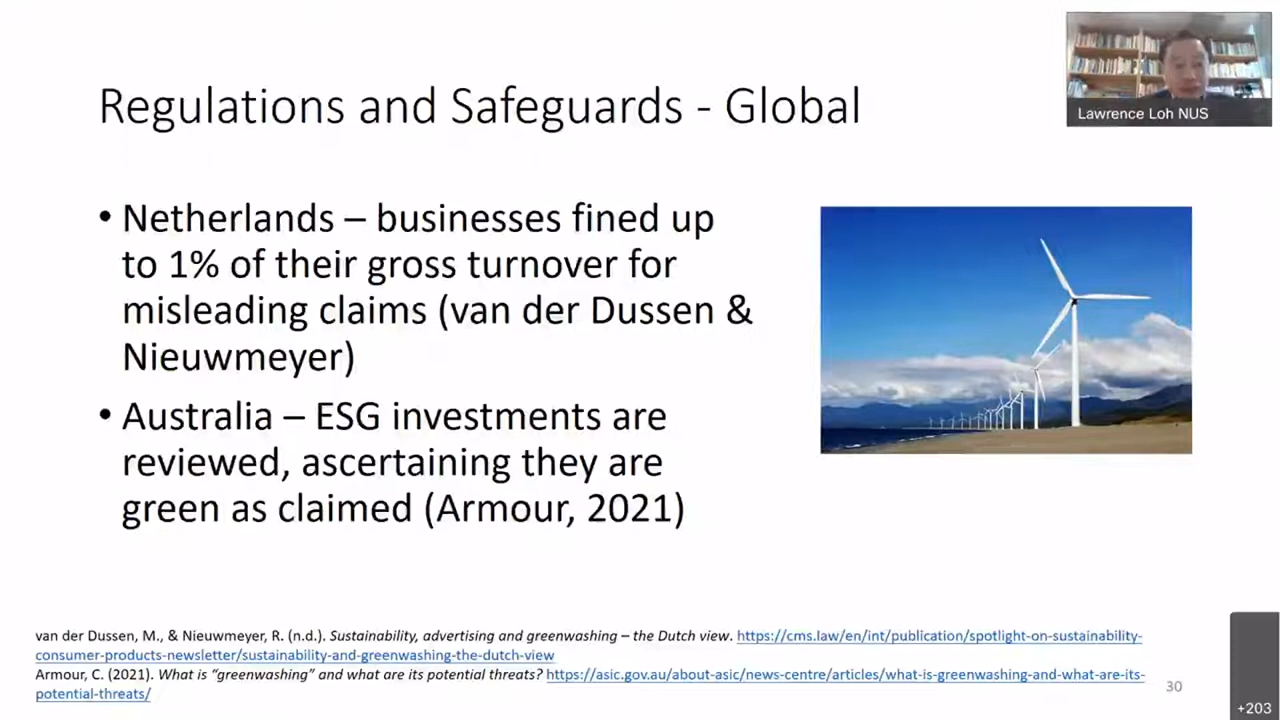 Lawrence Loh NUS
Regulations and Safeguards - Global
• Netherlands – businesses fined up
to 1% of their gross turnover for
misleading claims (van der Dussen &
Nieuwmeyer)
• Australia – ESG investments are
reviewed, ascertaining they are
green as claimed (Armour, 2021)
van der Dussen, M., & Nieuwmeyer, R. (n.d.). Sustainability, advertising and greenwashing – the Dutch view. https://cms.law/en/int/publication/spotlight-on-sustainability-
consumer-products-newsletter/sustainability-and-greenwashing-the-dutch-view
Armour, C. (2021). What is “greenwashing” and what are its potential threats? https://asic.gov.au/about-asic/news-centre/articles/what-is-greenwashing-and-what-are-its-
potential-threats/
30
+203